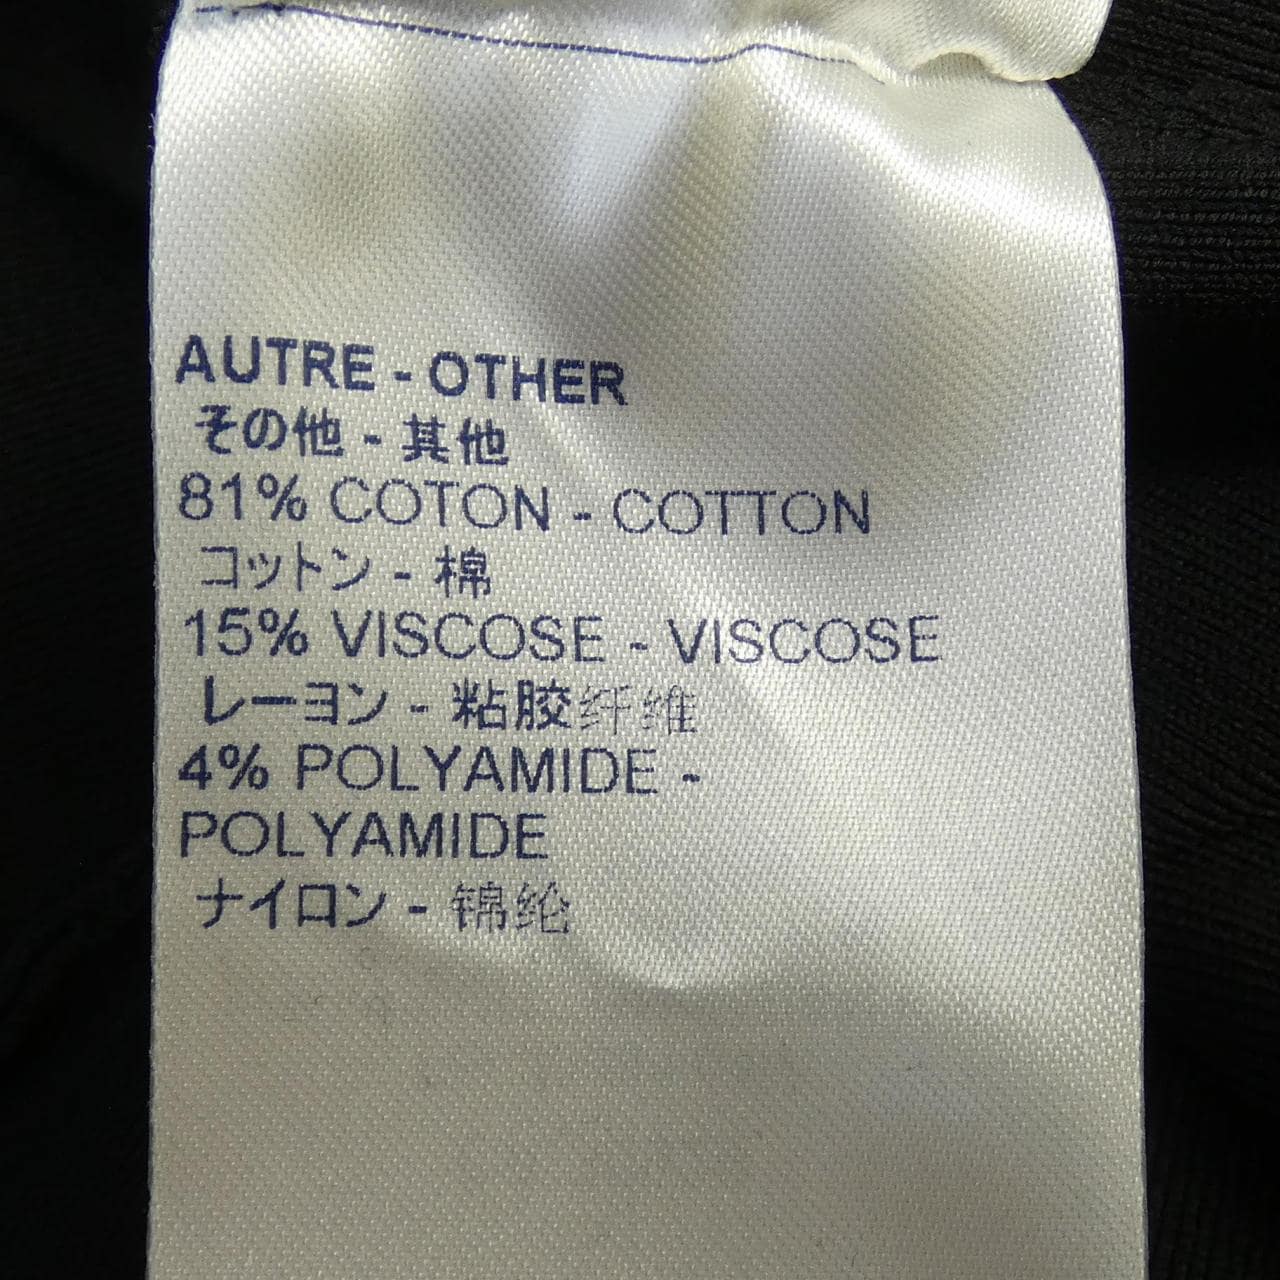 AUTRE - OTHER
その他 - 其他
81% COTON - COTTON
コットン - 棉
15% VISCOSE - VISCOSE
レーヨン - 粘胶纤维
4% POLYAMIDE -
POLYAMIDE
ナイロン - 锦纶